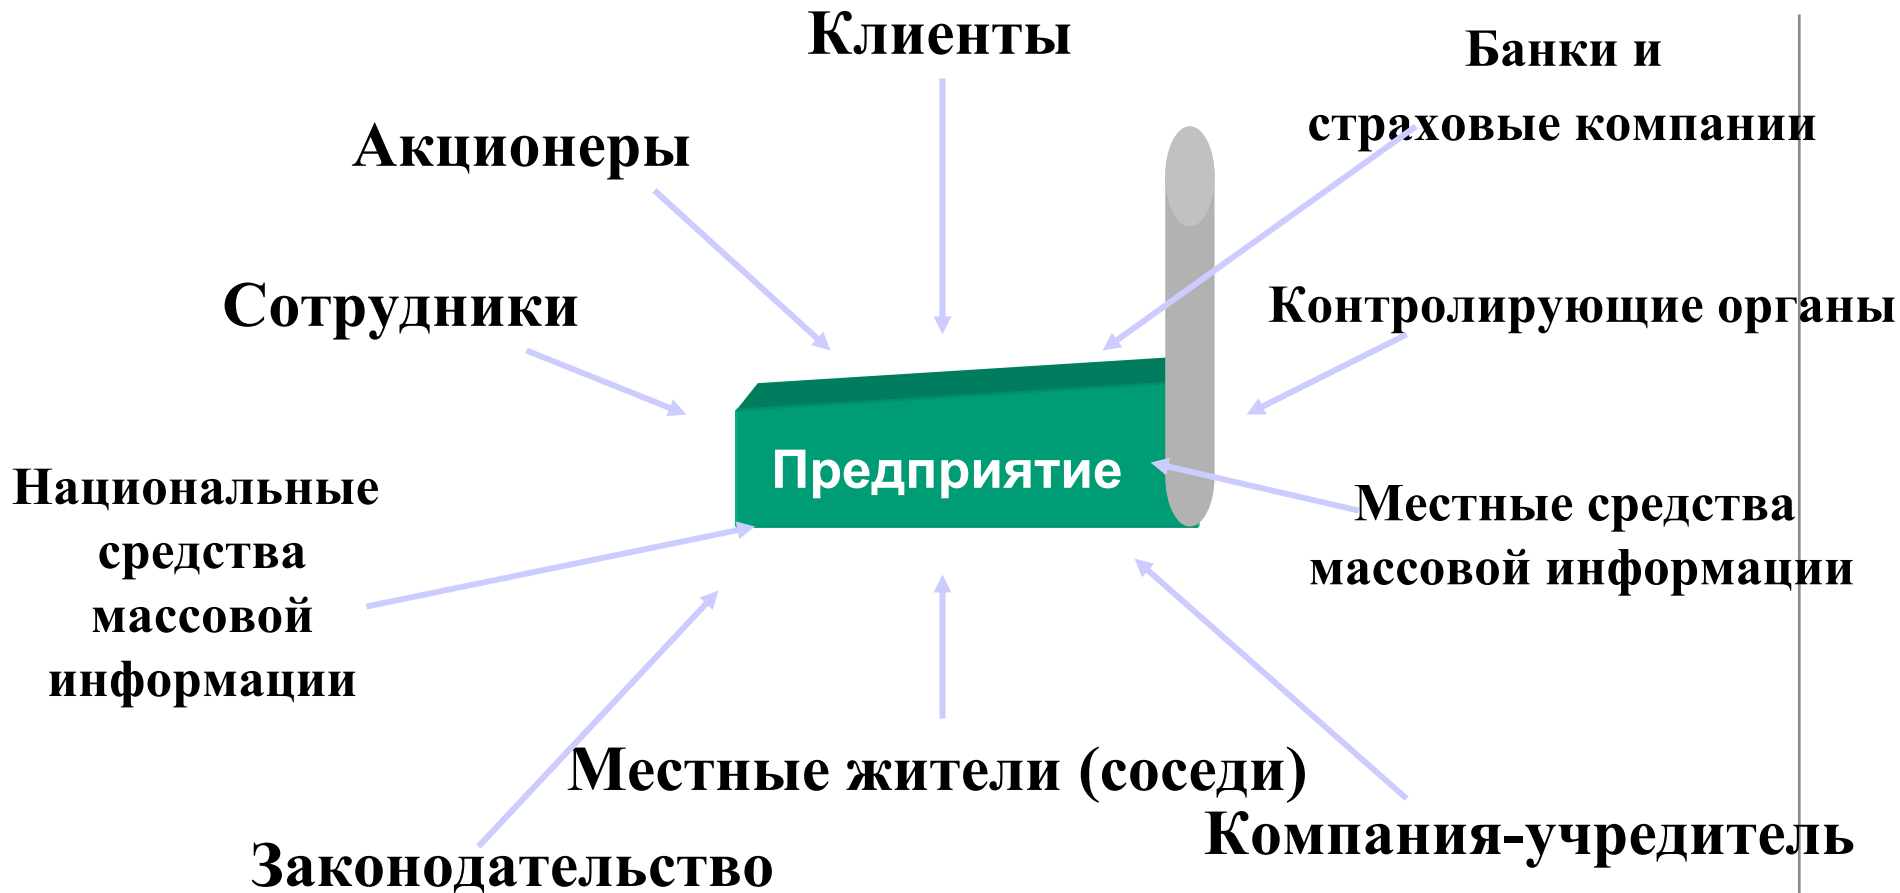 Клиенты
Банки и
страховые компании
Акционеры
Сотрудники
Контролирующие органы
Предприятие
Национальные
средства
массовой
информации
Местные средства
массовой информации
Местные жители (соседи)
Компания-учредитель
Законодательство